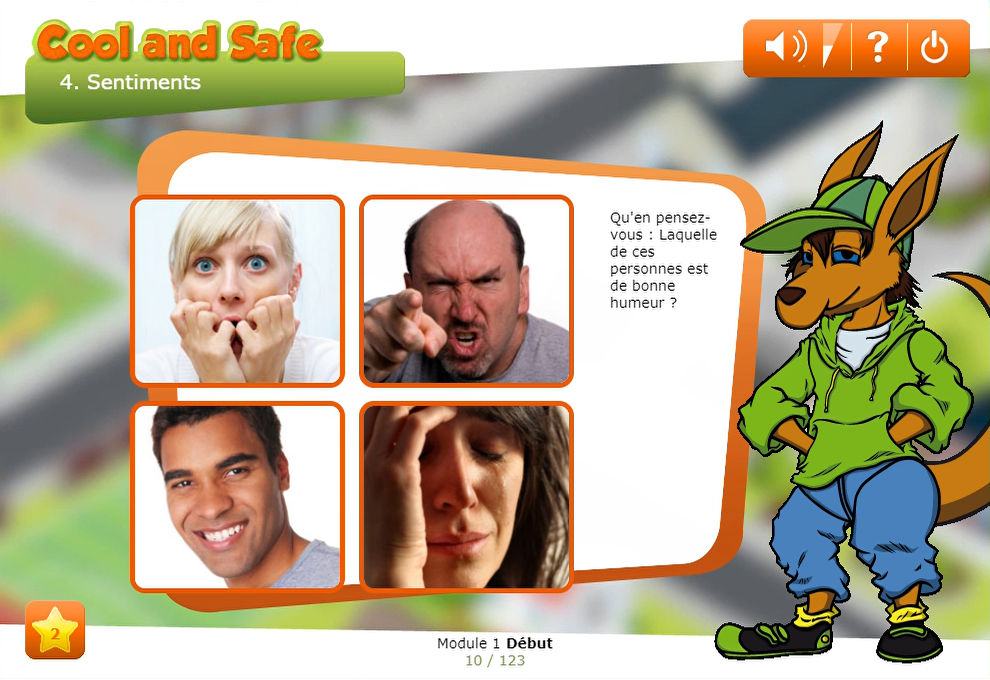 Cool and Safe
4. Sentiments
?
Qu'en pensez-
vous : Laquelle
de ces
personnes est
de bonne
humeur ?
2
Module 1 Début
10 / 123